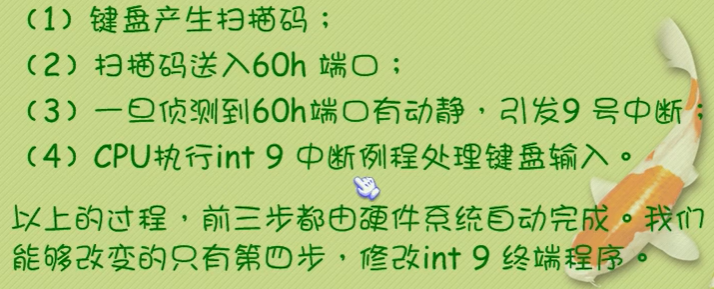 （1）键盘产生扫描码；
（2）扫描码送入60h 端口；
（3）一旦侦测到60h端口有动静，引发9 号中断；
（4）CPU执行int 9 中断例程处理键盘输入。
以上的过程，前三步都由硬件系统自动完成。我们
能够改变的只有第四步，修改int 9 终端程序。